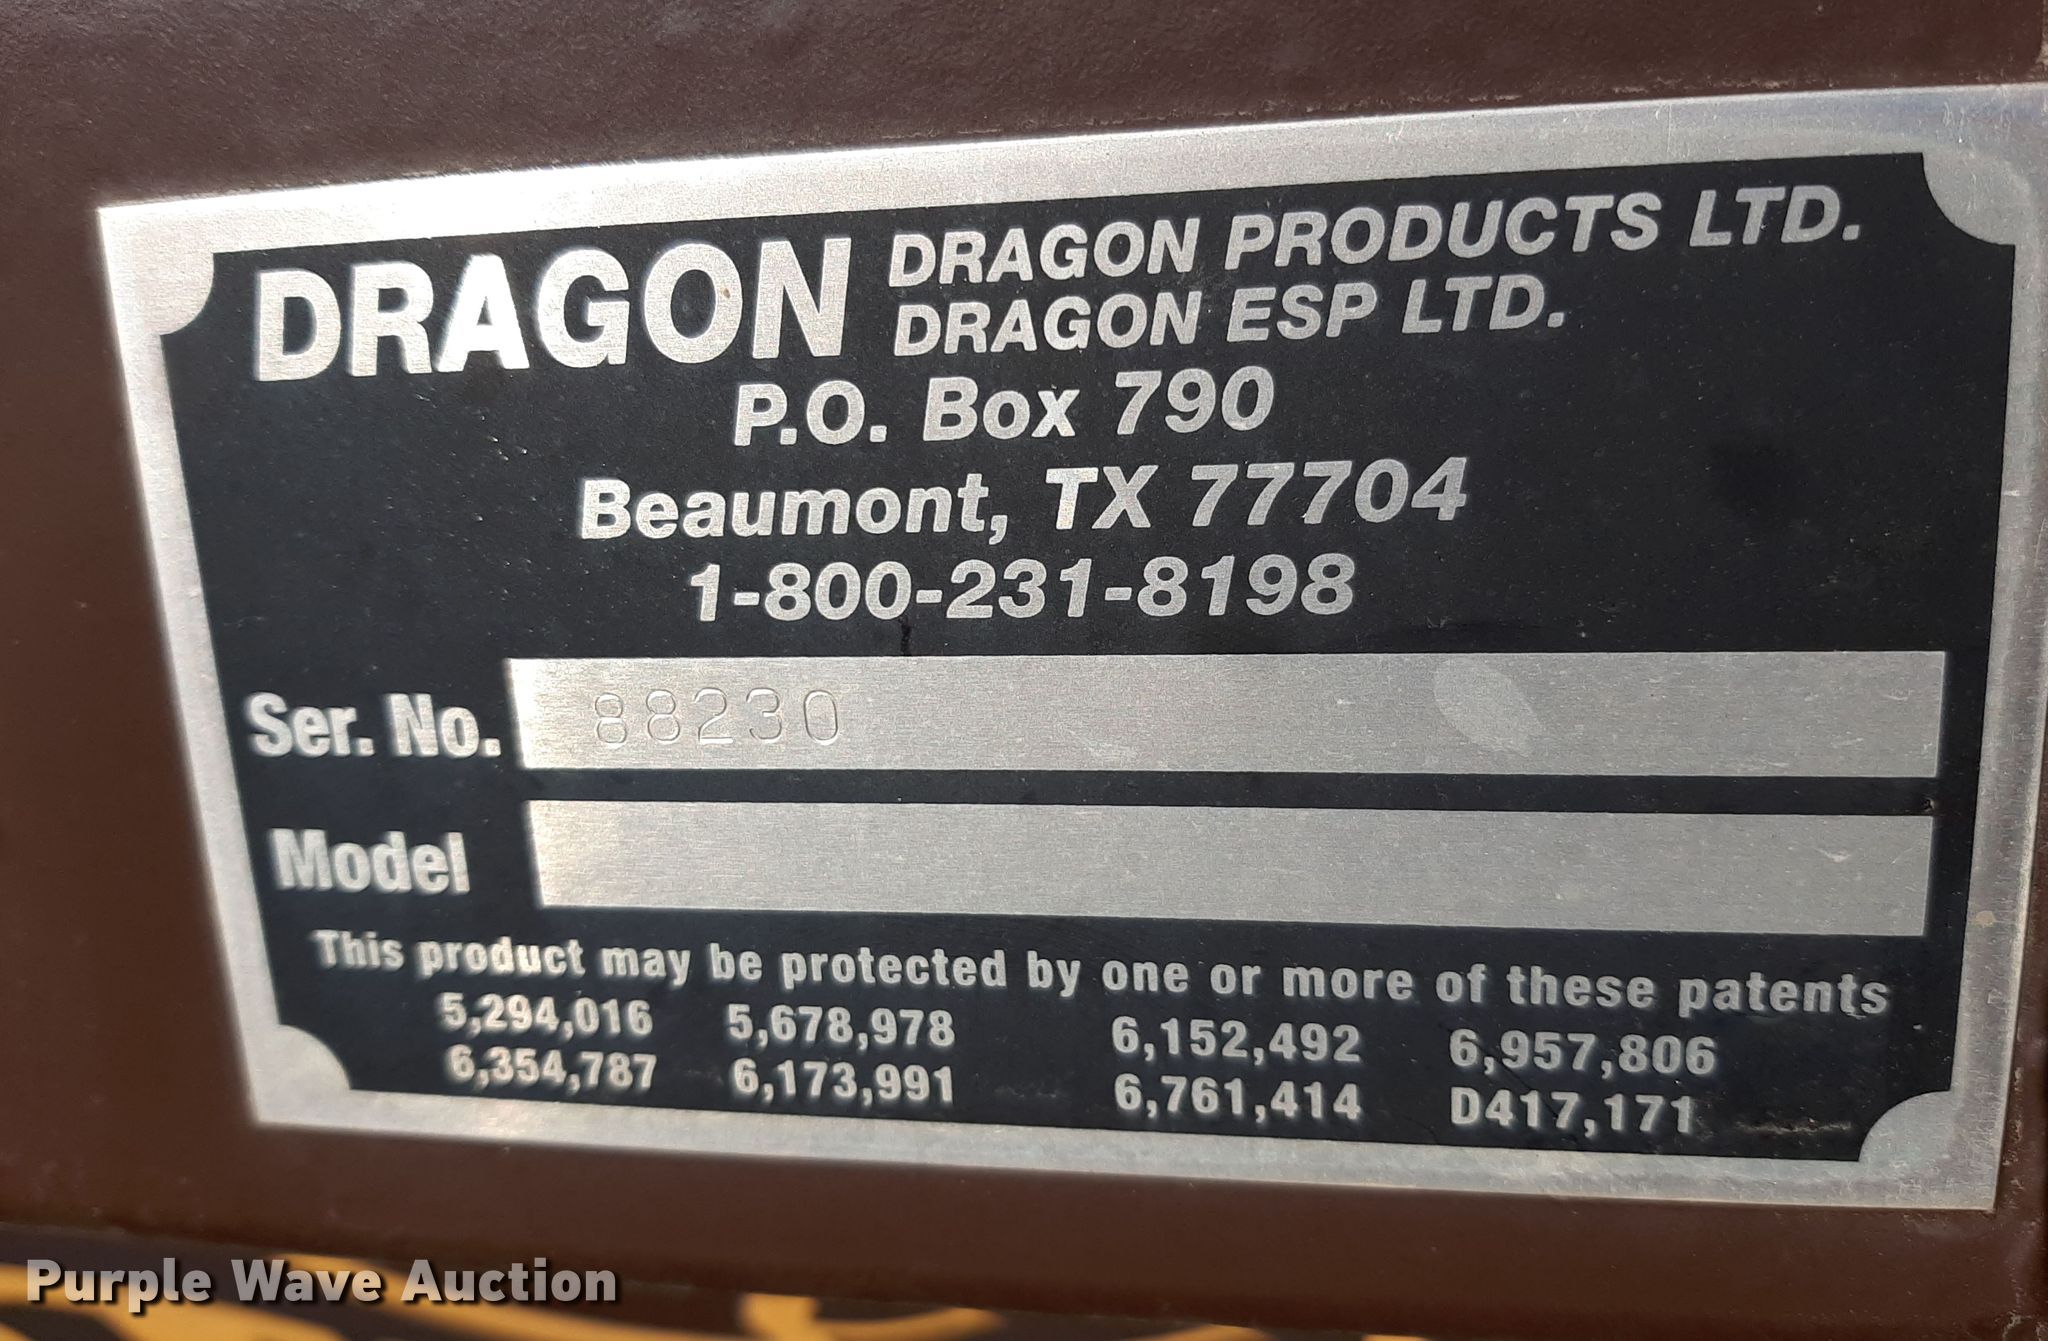 DRAGON DRAGON PRODUCTS LTD.
DRAGON ESP LTD.
P.O. Box 790
Beaumont, TX 77704
1-800-231-8198
Ser. No. 88230
Model
This product may be protected by one or more of these patents
5,294,016 5,678,978 6,152,492 6,957,806
6,354,787 6,173,991 6,761,414 D417,171
Purple Wave Auction